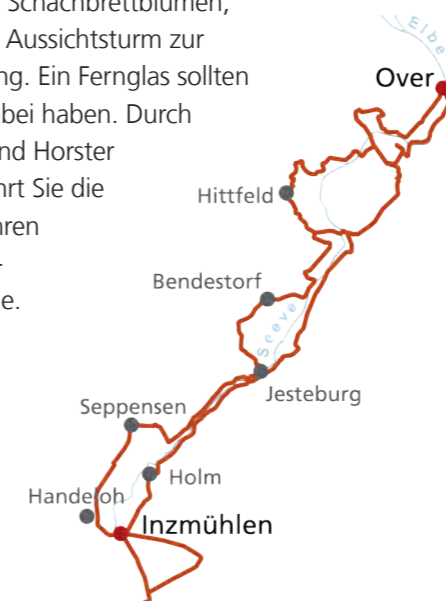 Schachbrettblumen,
Aussichtsturm zur
ng. Ein Fernglas sollten
bei haben. Durch
nd Horster
hrt Sie die
hren
-
e.
Elbe
Over
Hittfeld
Bendestorf
Seeve
Jesteburg
Seppensen
Holm
Handeloh
Inzmühlen